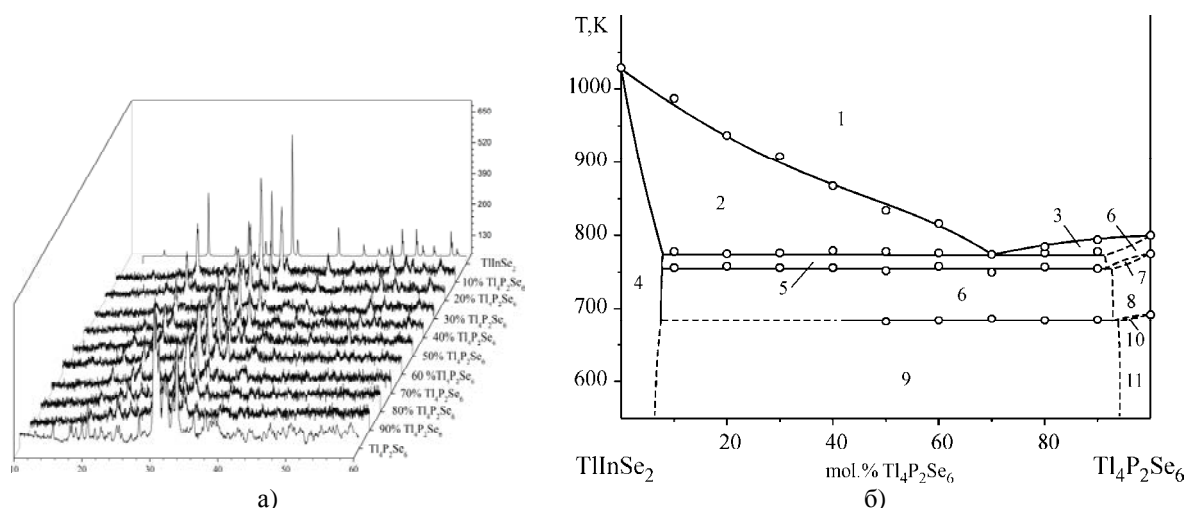 650
520
390
260
130
TlInSe2
10% Tl4P2Se6
20% Tl4P2Se6
30% Tl4P2Se6
40% Tl4P2Se6
50% Tl4P2Se6
60 %Tl4P2Se6
70% Tl4P2Se6
80% Tl4P2Se6
90% Tl4P2Se6
Tl4P2Se6
10 20 30 40 50 60
а)
T,K
1000
900
800
700
600
1
2
3
6
4
5
6
7
8
9
10
11
20 40 60 80
TlInSe2 mol.% Tl4P2Se6 Tl4P2Se6
б)